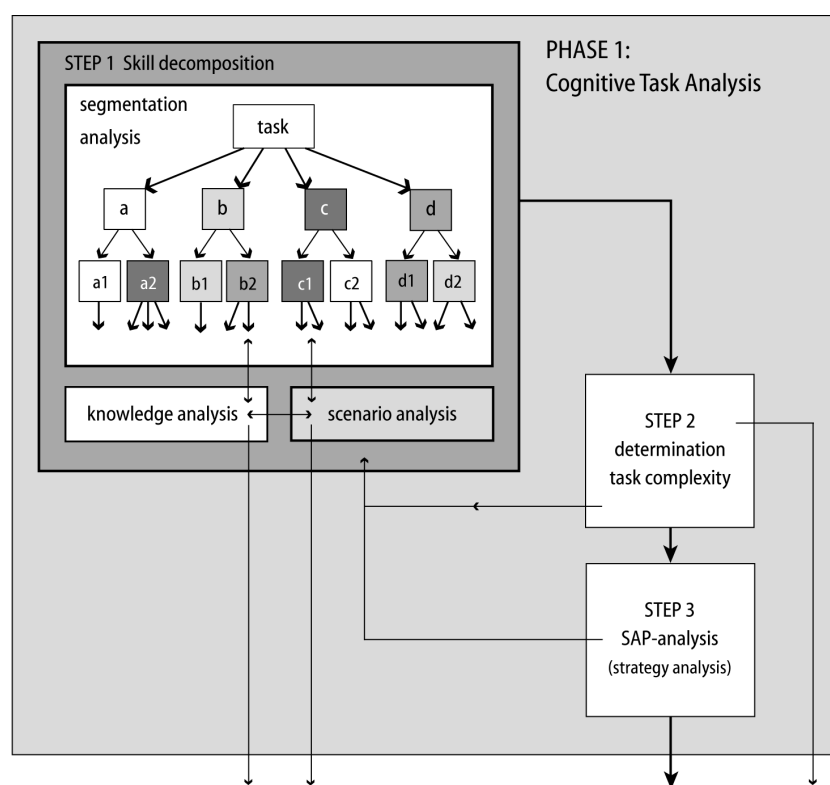 PHASE 1:
Cognitive Task Analysis
STEP 1 Skill decomposition
segmentation
analysis
task
a
b
c
d
a1
a2
b1
b2
c1
c2
d1
d2
knowledge analysis
scenario analysis
STEP 2
determination
task complexity
STEP 3
SAP-analysis
(strategy analysis)